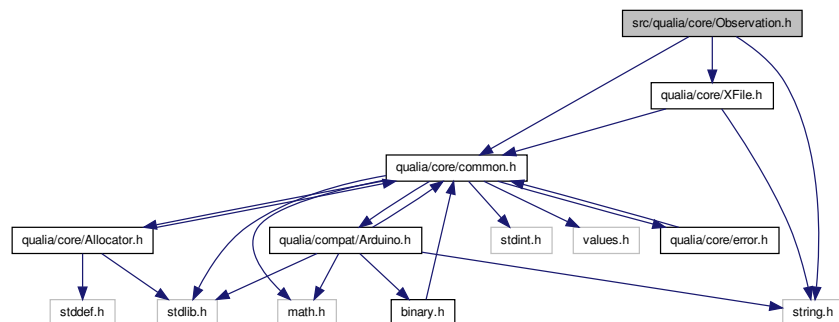 src/qualia/core/Observation.h
qualia/core/XFile.h
qualia/core/common.h
qualia/core/Allocator.h
qualia/compat/Arduino.h
stdint.h
values.h
qualia/core/error.h
stddef.h
stdlib.h
math.h
binary.h
string.h